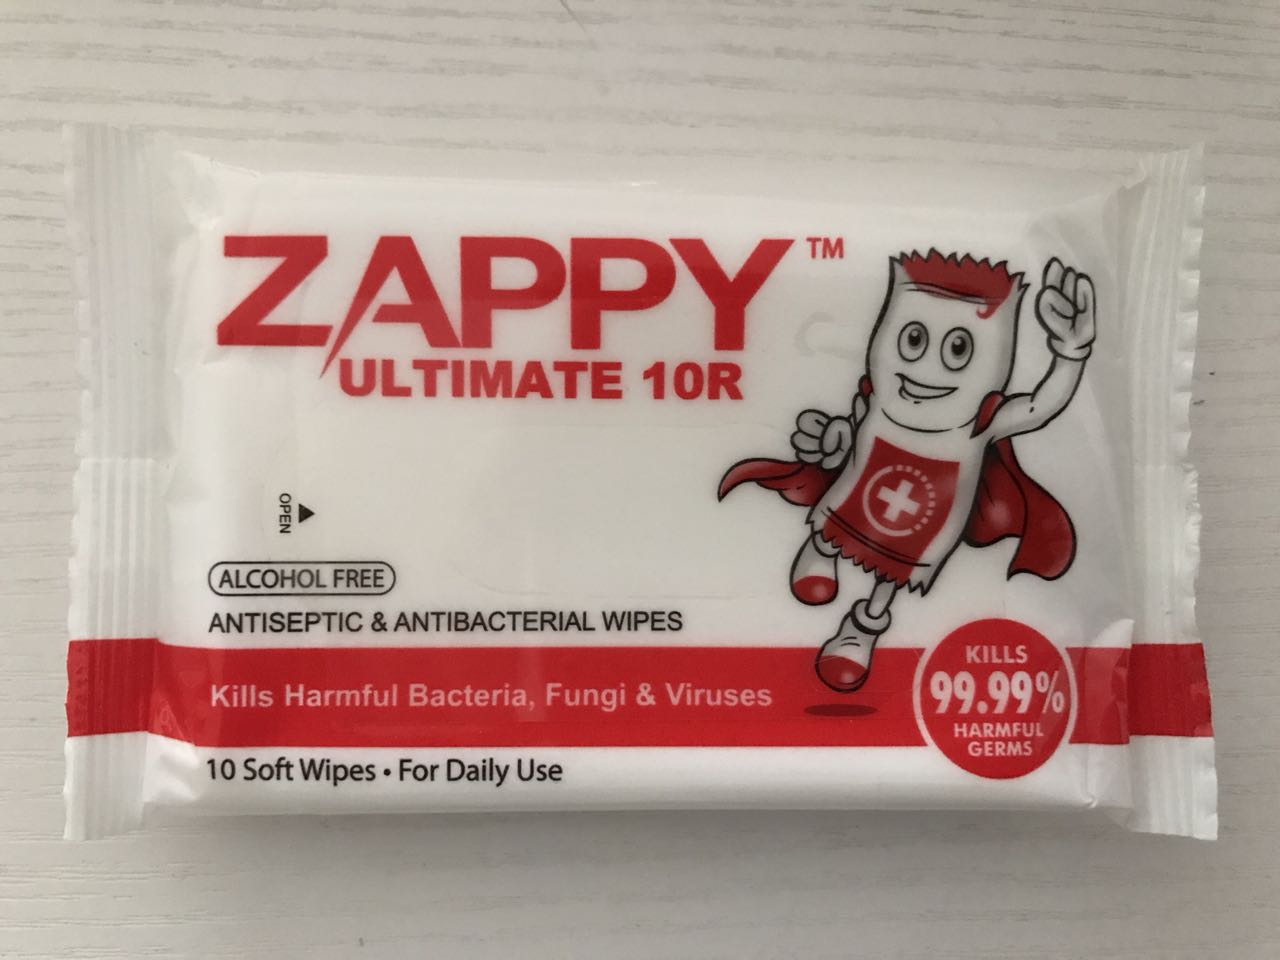 ZAPPY™
ULTIMATE 10R
OPEN
ALCOHOL FREE
ANTISEPTIC & ANTIBACTERIAL WIPES
Kills Harmful Bacteria, Fungi & Viruses
KILLS
99.99%
HARMFUL
GERMS
10 Soft Wipes • For Daily Use